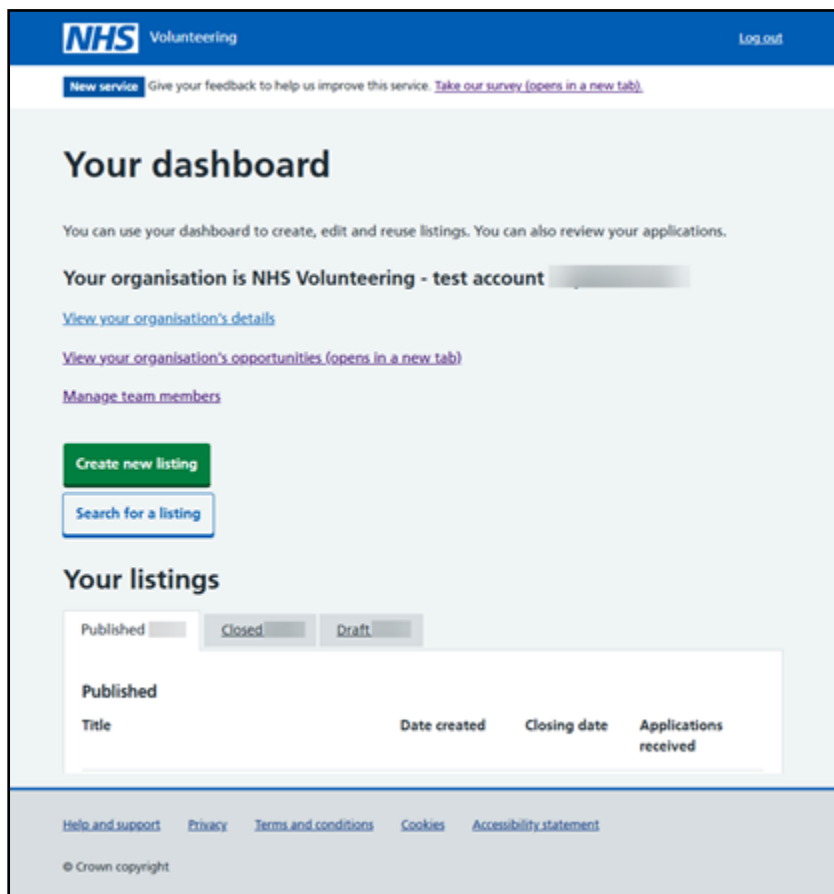 NHS Volunteering Log out
New service Give your feedback to help us improve this service. Take our survey (opens in a new tab).
Your dashboard
You can use your dashboard to create, edit and reuse listings. You can also review your applications.
Your organisation is NHS Volunteering - test account
View your organisation's details
View your organisation's opportunities (opens in a new tab)
Manage team members
Create new listing
Search for a listing
Your listings
Published Closed Draft
Published
Title Date created Closing date Applications
received
Help and support Privacy Terms and conditions Cookies Accessibility statement
© Crown copyright